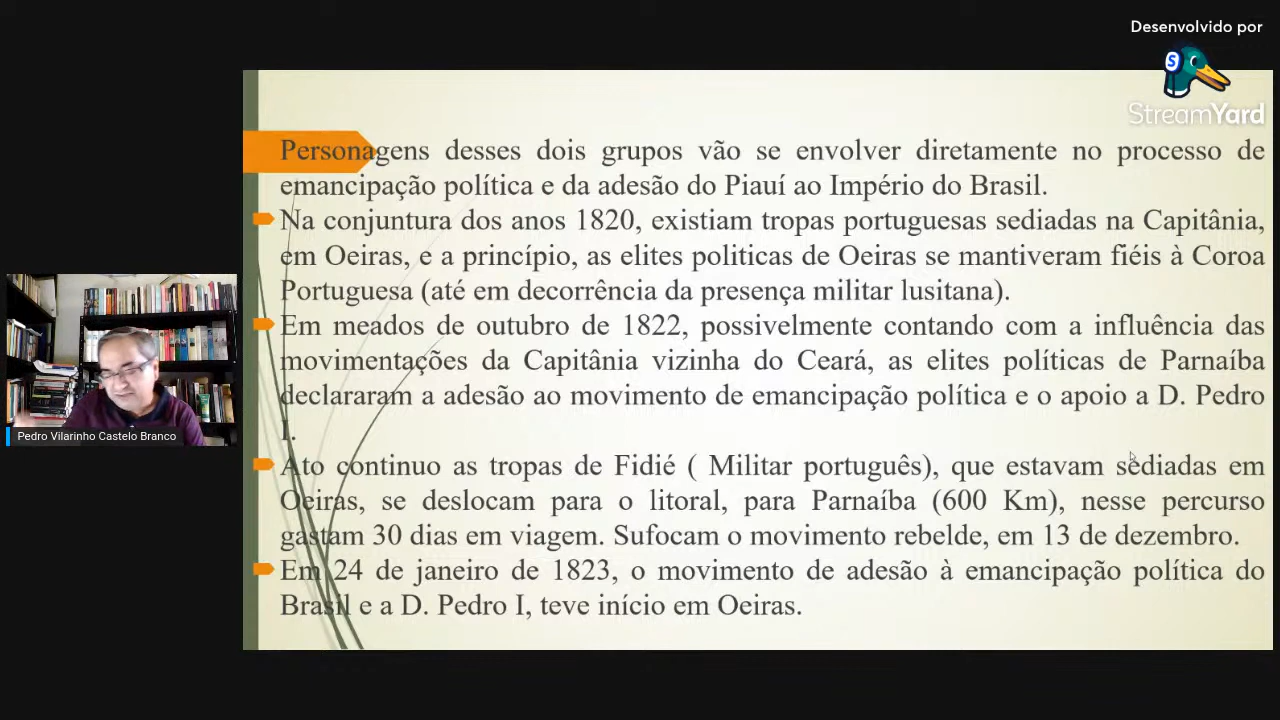 Desenvolvido por
StreamYard
Personagens desses dois grupos vão se envolver diretamente no processo de
emancipação política e da adesão do Piauí ao Império do Brasil.
Na conjuntura dos anos 1820, existiam tropas portuguesas sediadas na Capitânia,
em Oeiras, e a princípio, as elites politicas de Oeiras se mantiveram fiéis à Coroa
Portuguesa (até em decorrência da presença militar lusitana).
Em meados de outubro de 1822, possivelmente contando com a influência das
movimentações da Capitânia vizinha do Ceará, as elites políticas de Parnaíba
declararam a adesão ao movimento de emancipação política e o apoio a D. Pedro
I.
Ato continuo as tropas de Fidié ( Militar português), que estavam sediadas em
Oeiras, se deslocam para o litoral, para Parnaíba (600 Km), nesse percurso
gastam 30 dias em viagem. Sufocam o movimento rebelde, em 13 de dezembro.
Em 24 de janeiro de 1823, o movimento de adesão à emancipação política do
Brasil e a D. Pedro I, teve início em Oeiras.
Pedro Vilarinho Castelo Branco